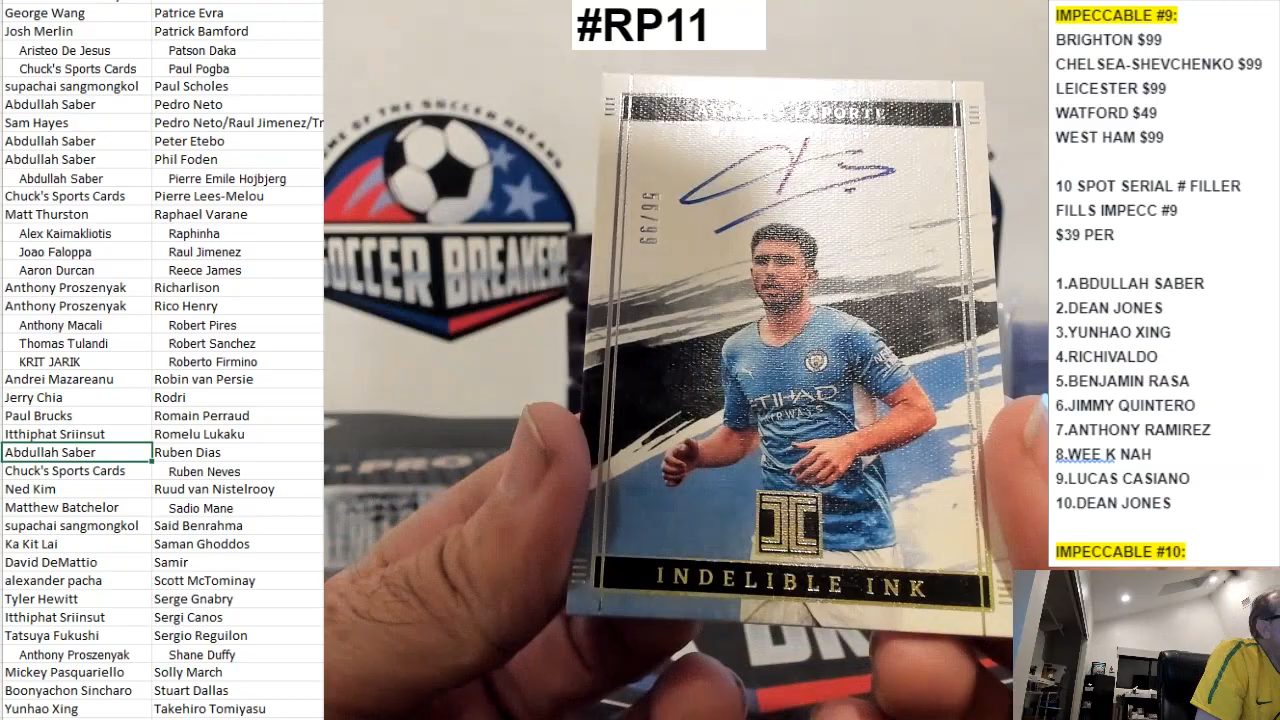 #RP11
George Wang Patrice Evra
Josh Merlin Patrick Bamford
Aristeo De Jesus Patson Daka
Chuck's Sports Cards Paul Pogba
supachai sangmongkol Paul Scholes
Abdullah Saber Pedro Neto
Sam Hayes Pedro Neto/Raul Jimenez/Tr
Abdullah Saber Peter Etebo
Abdullah Saber Phil Foden
Abdullah Saber Pierre Emile Hojbjerg
Chuck's Sports Cards Pierre Lees-Melou
Matt Thurston Raphael Varane
Alex Kaimakliotis Raphinha
Joao Faloppa Raul Jimenez
Aaron Durcan Reece James
Anthony Proszenyak Richarlison
Anthony Proszenyak Rico Henry
Anthony Macali Robert Pires
Thomas Tulandi Robert Sanchez
KRIT JARIK Roberto Firmino
Andrei Mazareanu Robin van Persie
Jerry Chia Rodri
Paul Brucks Romain Perraud
Itthiphat Sriinsut Romelu Lukaku
Abdullah Saber Ruben Dias
Chuck's Sports Cards Ruben Neves
Ned Kim Ruud van Nistelrooy
Matthew Batchelor Sadio Mane
supachai sangmongkol Said Benrahma
Ka Kit Lai Saman Ghoddos
David DeMattio Samir
alexander pacha Scott McTominay
Tyler Hewitt Serge Gnabry
Itthiphat Sriinsut Sergi Canos
Tatsuya Fukushi Sergio Reguilon
Anthony Proszenyak Shane Duffy
Mickey Pasquariello Solly March
Boonyachon Sincharo Stuart Dallas
Yunhao Xing Takehiro Tomiyasu
OF THE SOCCER
SOCCER BREAKERS
LAPORTE
ETIHAD
AIRWAYS
INDELIBLE INK
IMPECCABLE #9:
BRIGHTON $99
CHELSEA-SHEVCHENKO $99
LEICESTER $99
WATFORD $49
WEST HAM $99
10 SPOT SERIAL # FILLER
FILLS IMPECC #9
$39 PER
1.ABDULLAH SABER
2.DEAN JONES
3.YUNHAO XING
4.RICHIVALDO
5.BENJAMIN RASA
6.JIMMY QUINTERO
7.ANTHONY RAMIREZ
8.WEE K NAH
9.LUCAS CASIANO
10.DEAN JONES
IMPECCABLE #10: